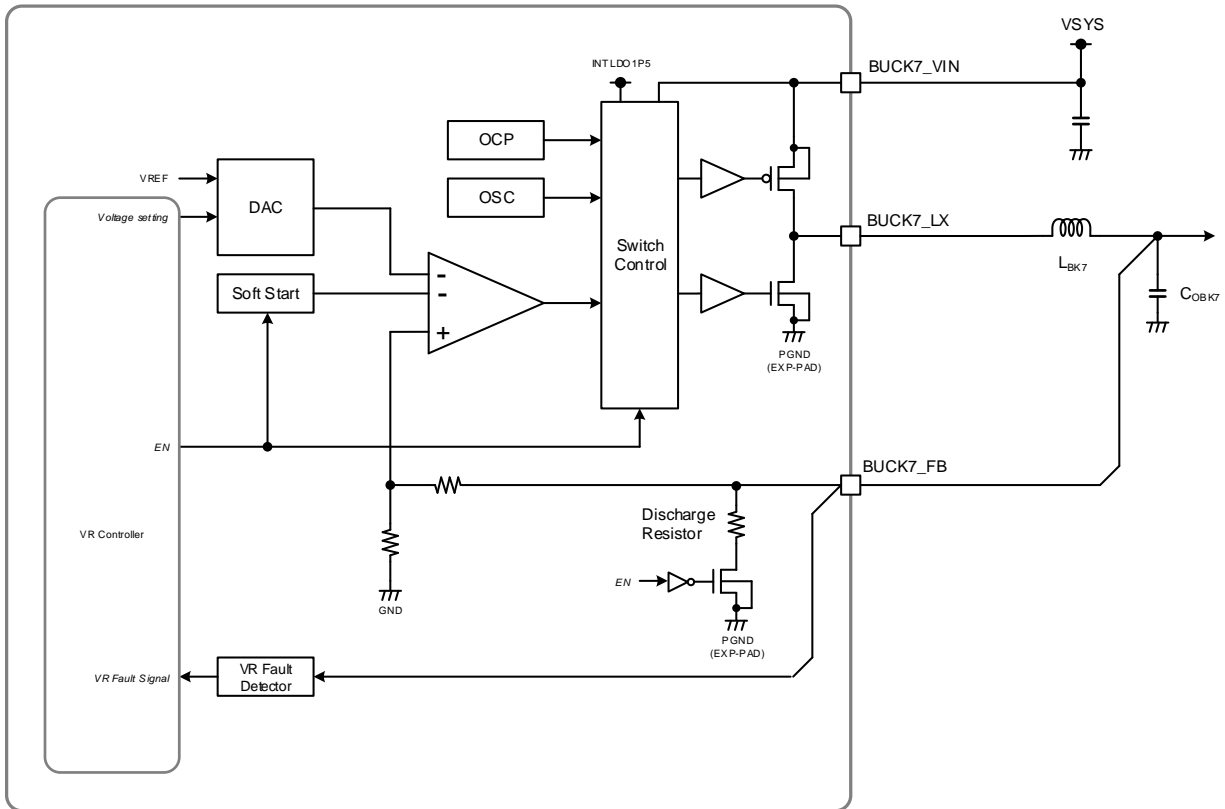 VSYS
INTLDO1P5
BUCK7_VIN
OCP
VREF
DAC
OSC
Voltage setting
BUCK7_LX
Switch
Control
LBK7
Soft Start
-
-
+
COBK7
PGND
(EXP-PAD)
EN
BUCK7_FB
Discharge
Resistor
VR Controller
EN
GND
PGND
(EXP-PAD)
VR Fault Signal
VR Fault
Detector